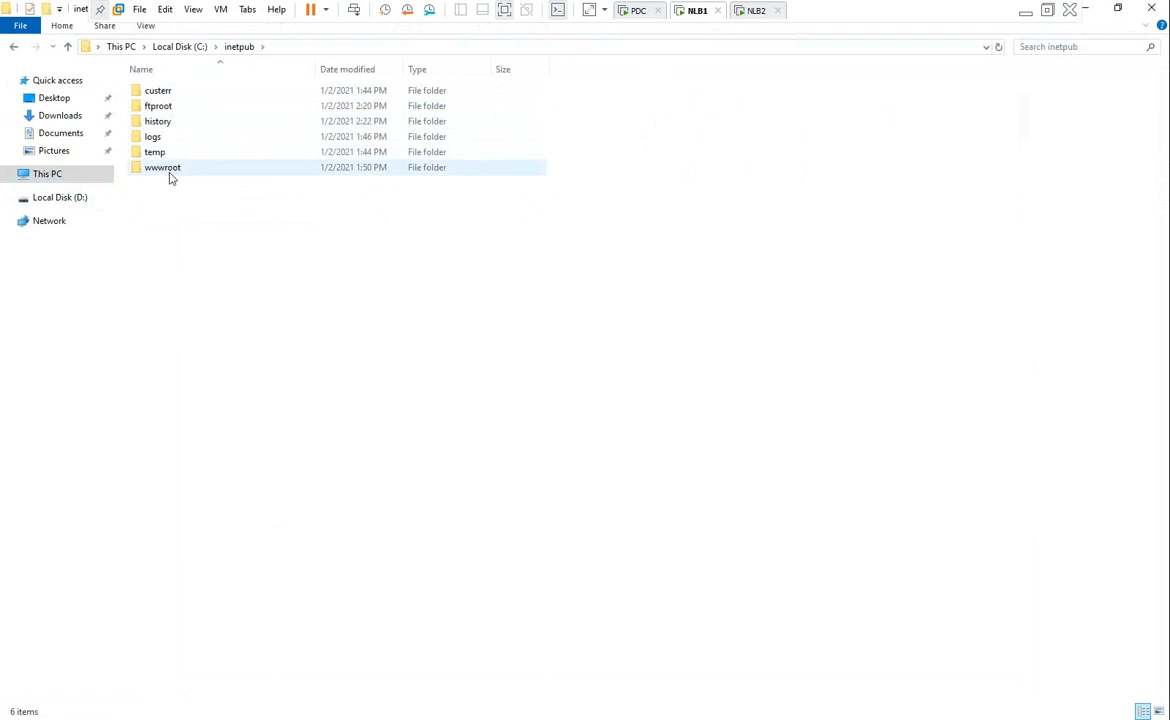 inet File Edit View VM Tabs Help PDC NLB1 NLB2
File Home Share View
This PC Local Disk (C:) inetpub Search inetpub
Name Date modified Type Size
Quick access
Desktop
Downloads
Documents
Pictures
This PC
Local Disk (D:)
Network
custerr 1/2/2021 1:44 PM File folder
ftproot 1/2/2021 2:20 PM File folder
history 1/2/2021 2:22 PM File folder
logs 1/2/2021 1:46 PM File folder
temp 1/2/2021 1:44 PM File folder
wwwroot 1/2/2021 1:50 PM File folder
6 items